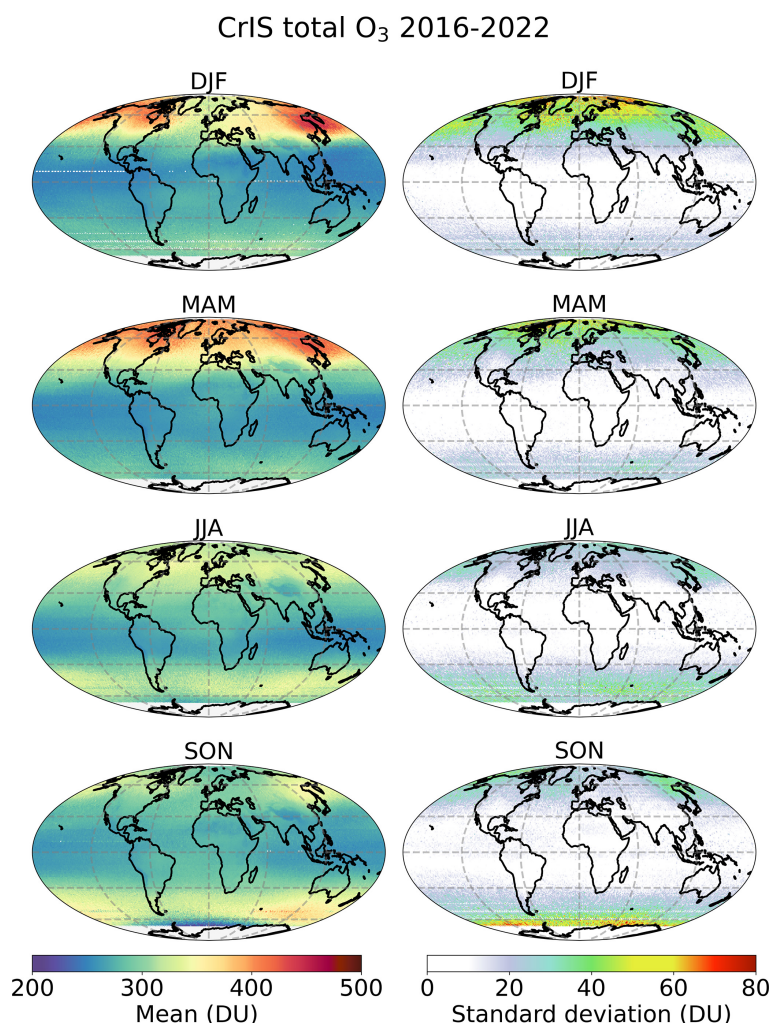 CrIS total O₃ 2016-2022
DJF DJF
MAM MAM
JJA JJA
SON SON
200 300 400 500 0 20 40 60 80
Mean (DU) Standard deviation (DU)